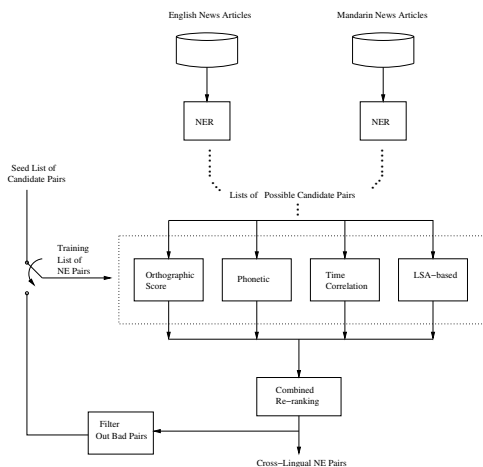 English News Articles
Mandarin News Articles
NER
NER
Seed List of
Candidate Pairs
Lists of Possible Candidate Pairs
Training
List of
NE Pairs
Orthographic
Score
Phonetic
Time
Correlation
LSA−based
Combined
Re−ranking
Filter
Out Bad Pairs
Cross−Lingual NE Pairs